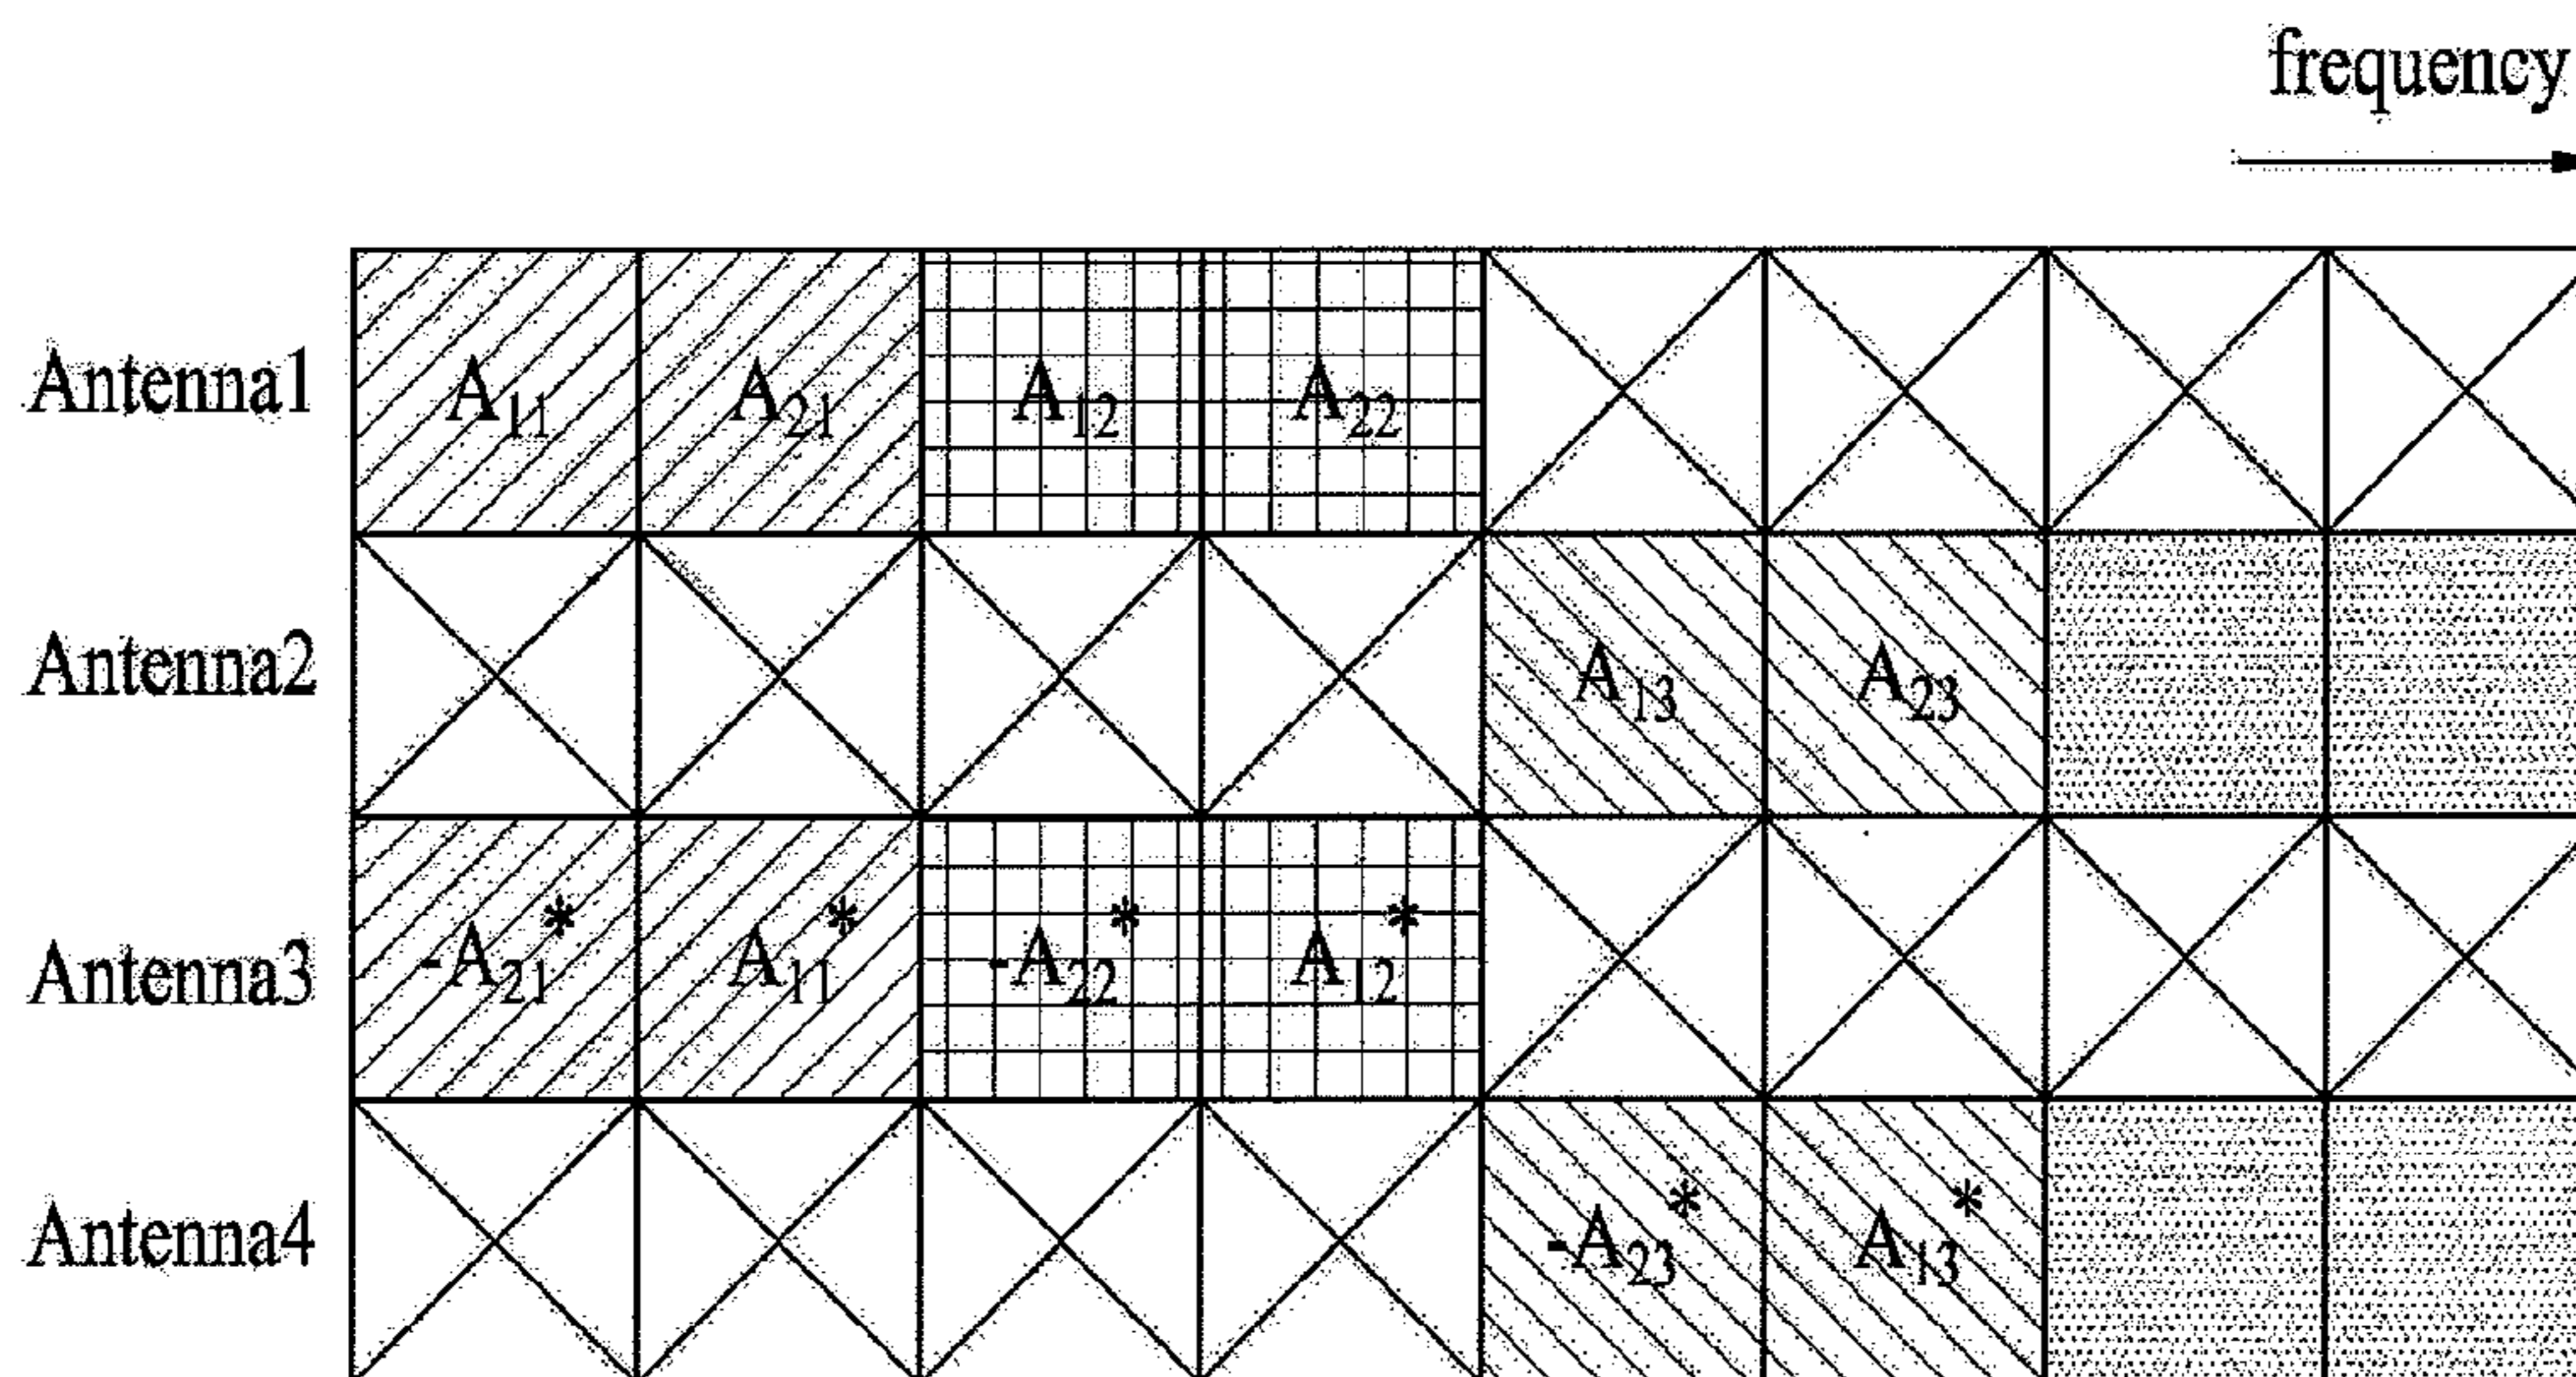 frequency
Antenna1 A₁₁ A₂₁ A₁₂ A₂₂
Antenna2 A₁₃ A₂₃
Antenna3 -A₂₁* A₁₁* -A₂₂* A₁₂*
Antenna4 -A₂₃* A₁₃*